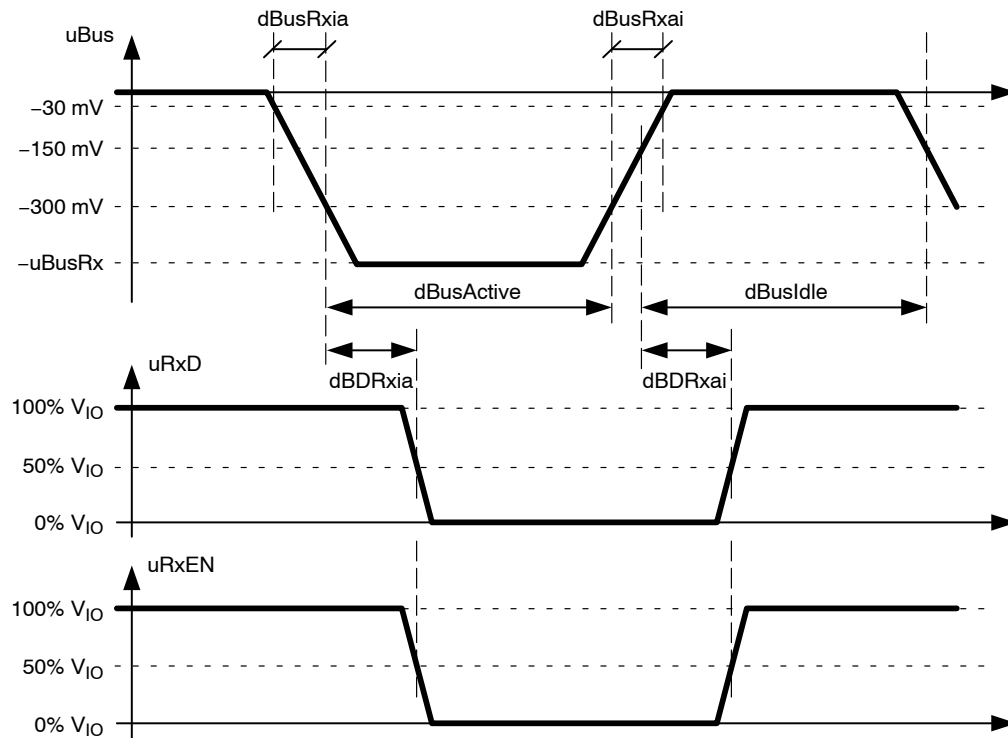 dBusRxia dBusRxai
uBus
–30 mV
–150 mV
–300 mV
–uBusRx
dBusActive dBusIdle
uRxD
dBDRxia dBDRxai
100% VIO
50% VIO
0% VIO
uRxEN
100% VIO
50% VIO
0% VIO